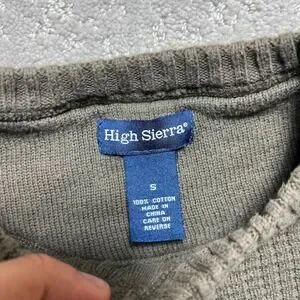 High Sierra®
S
100% COTTON
MADE IN
CHINA
CARE ON
REVERSE